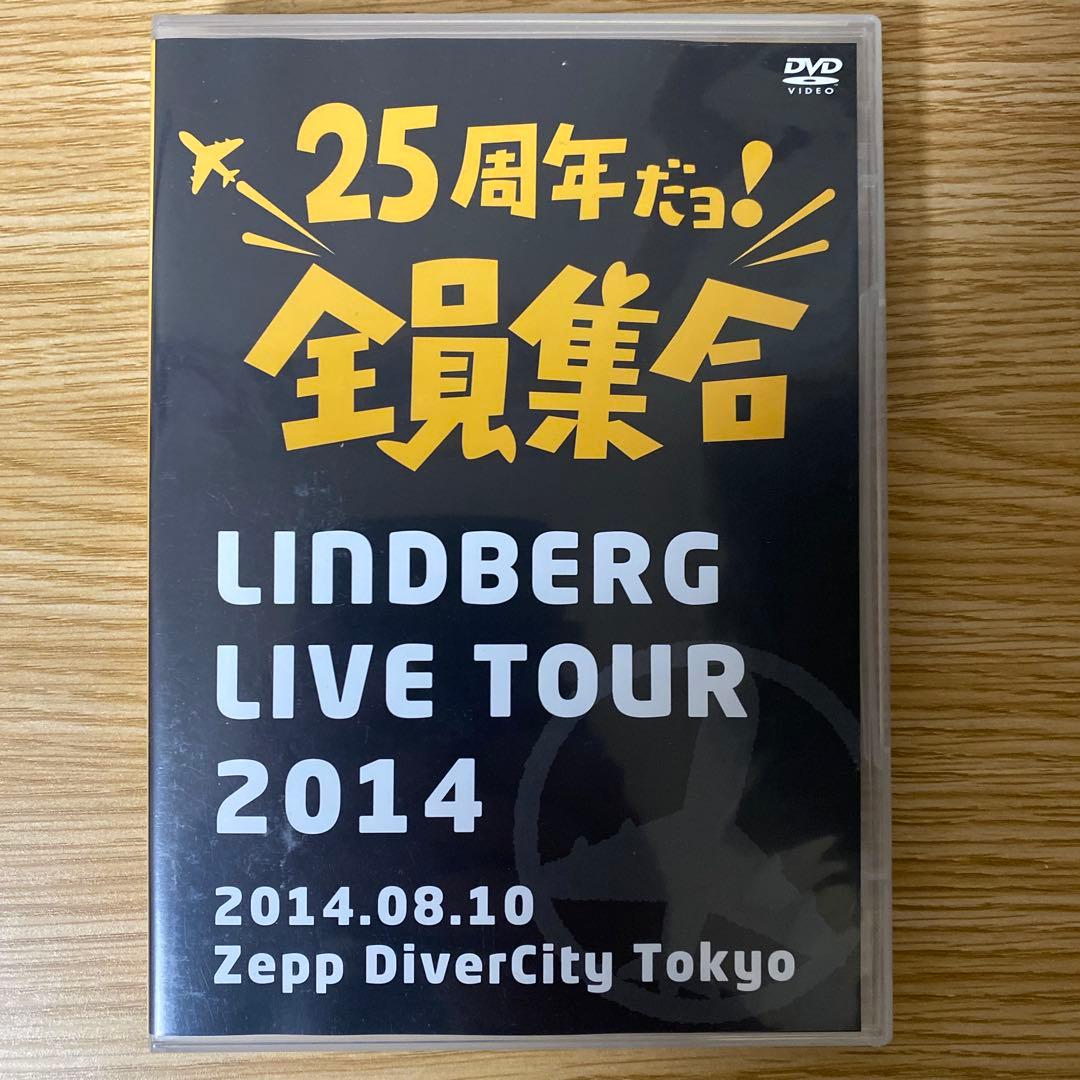 DVD
VIDEO
25周年だョ!
全員集合
LINDBERG
LIVE TOUR
2014
2014.08.10
Zepp DiverCity Tokyo